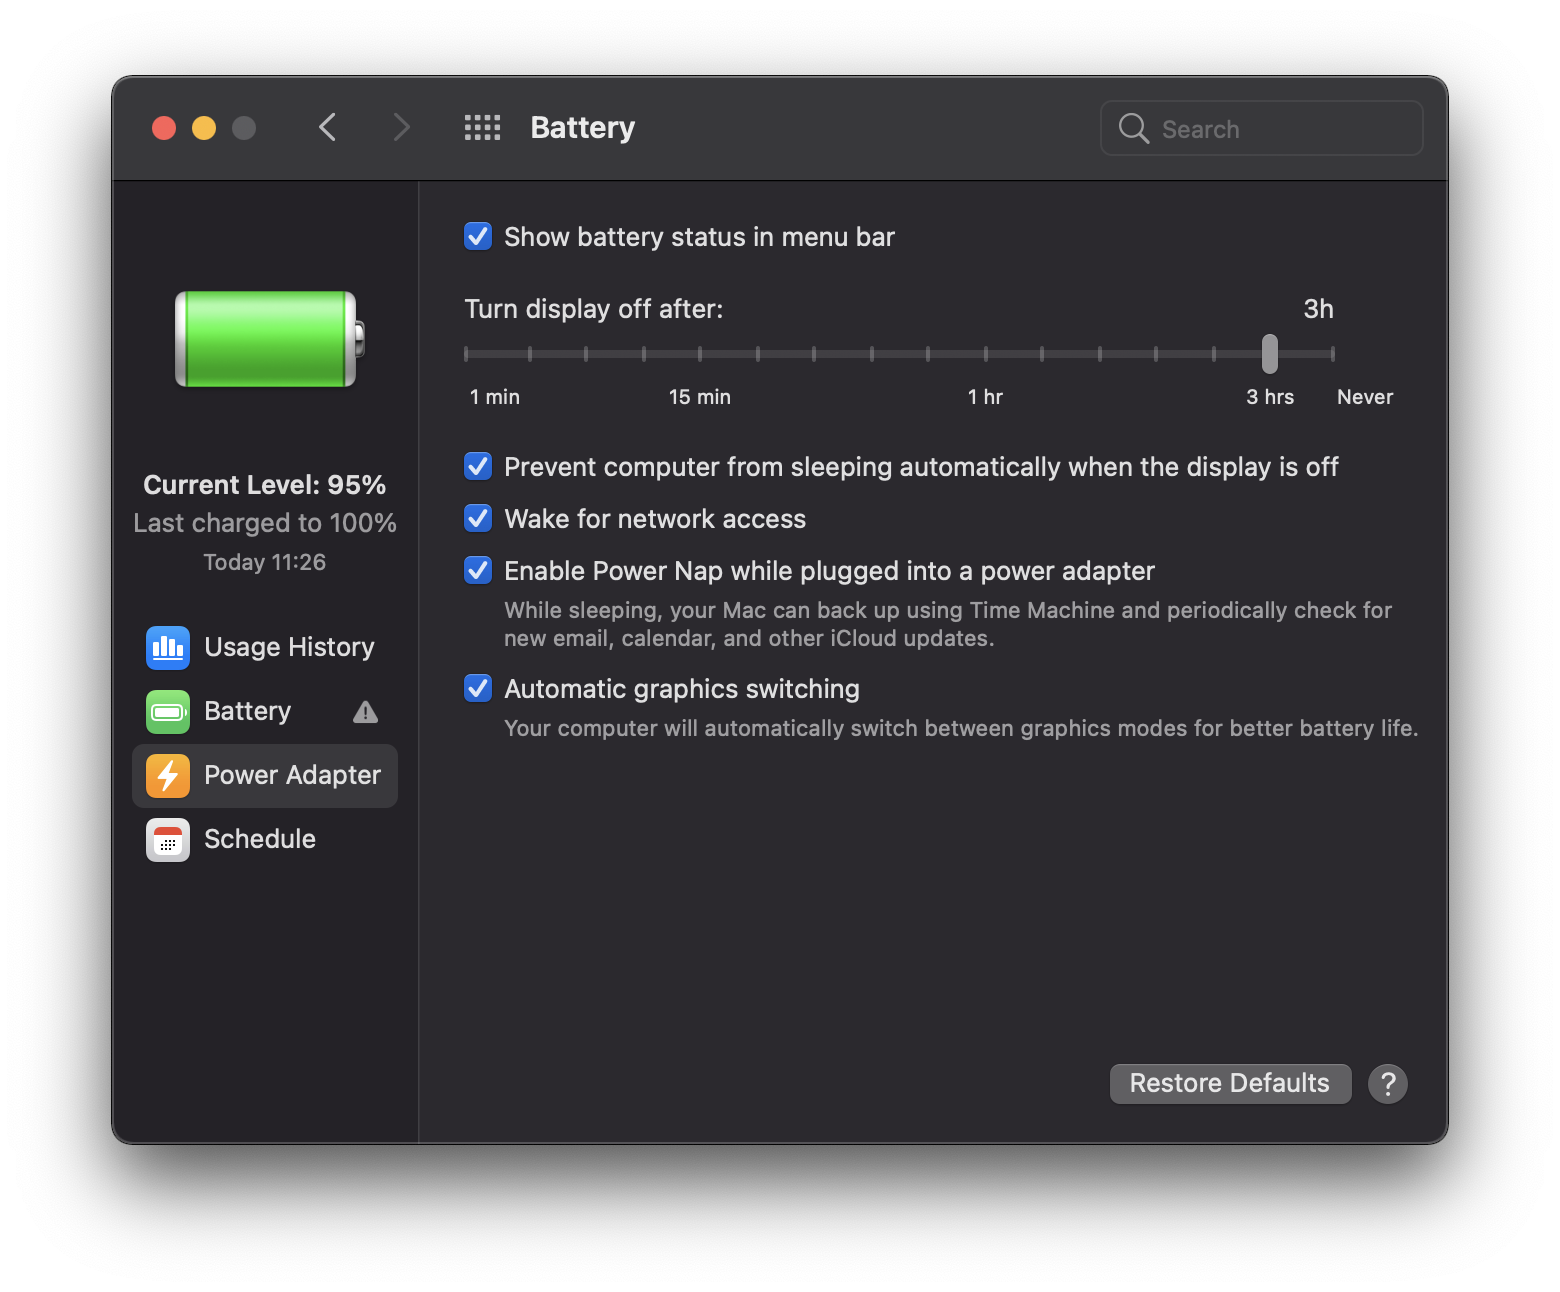 Battery
Search
Show battery status in menu bar
Turn display off after:
3h
1 min
15 min
1 hr
3 hrs
Never
Current Level: 95%
Last charged to 100%
Today 11:26
Usage History
Battery
Power Adapter
Schedule
Prevent computer from sleeping automatically when the display is off
Wake for network access
Enable Power Nap while plugged into a power adapter
While sleeping, your Mac can back up using Time Machine and periodically check for
new email, calendar, and other iCloud updates.
Automatic graphics switching
Your computer will automatically switch between graphics modes for better battery life.
Restore Defaults
?